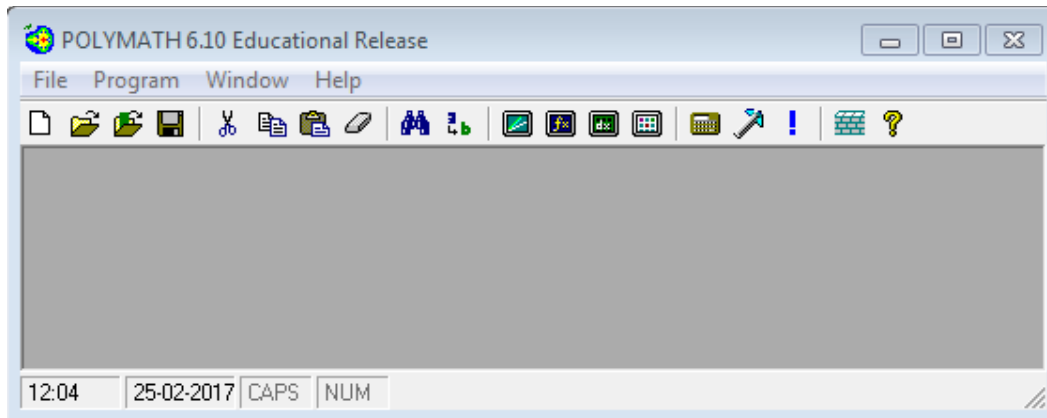 POLYMATH 6.10 Educational Release
File Program Window Help
12:04 25-02-2017 CAPS NUM